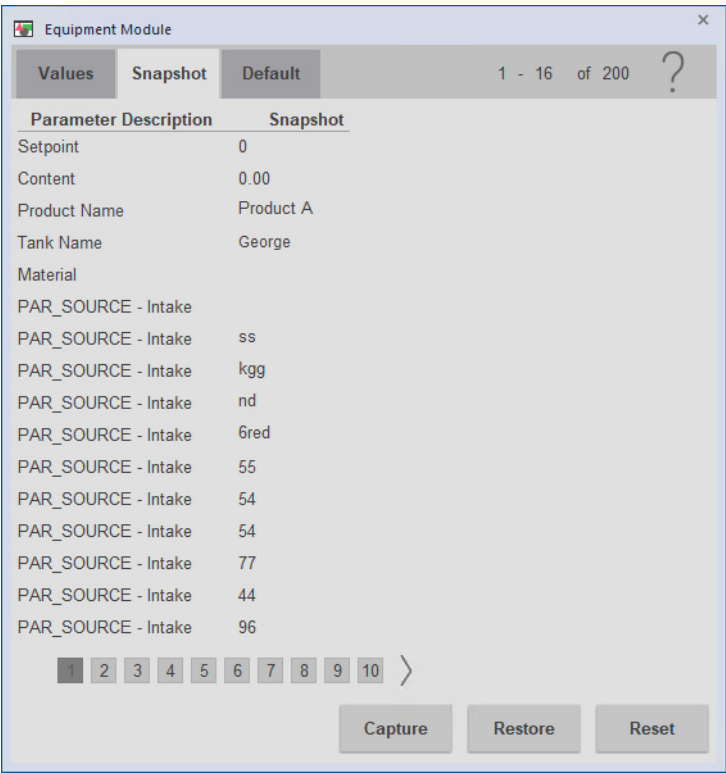 Equipment Module ×
Values Snapshot Default 1 - 16 of 200 ?
Parameter Description Snapshot
Setpoint 0
Content 0.00
Product Name Product A
Tank Name George
Material
PAR_SOURCE - Intake
PAR_SOURCE - Intake ss
PAR_SOURCE - Intake kgg
PAR_SOURCE - Intake nd
PAR_SOURCE - Intake 6red
PAR_SOURCE - Intake 55
PAR_SOURCE - Intake 54
PAR_SOURCE - Intake 54
PAR_SOURCE - Intake 77
PAR_SOURCE - Intake 44
PAR_SOURCE - Intake 96
1 2 3 4 5 6 7 8 9 10 >
Capture Restore Reset